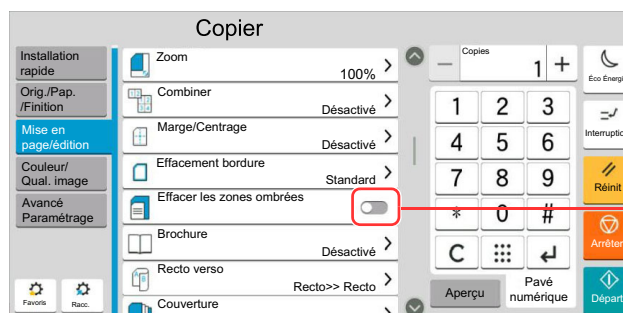 Copier
Installation
rapide
Orig./Pap.
/Finition
Mise en
page/édition
Couleur/
Qual. image
Avancé
Paramétrage
Favoris
Racc.
Zoom
100%
Combiner
Désactivé
Marge/Centrage
Désactivé
Effacement bordure
Standard
Effacer les zones ombrées
Brochure
Désactivé
Recto verso
Recto>> Recto
Couverture
Copies
− 1 +
1 2 3
4 5 6
7 8 9
* 0 #
C
Aperçu
Pavé
numérique
Éco Énergi
Interruptio
Réinit
Arrêter
Départ